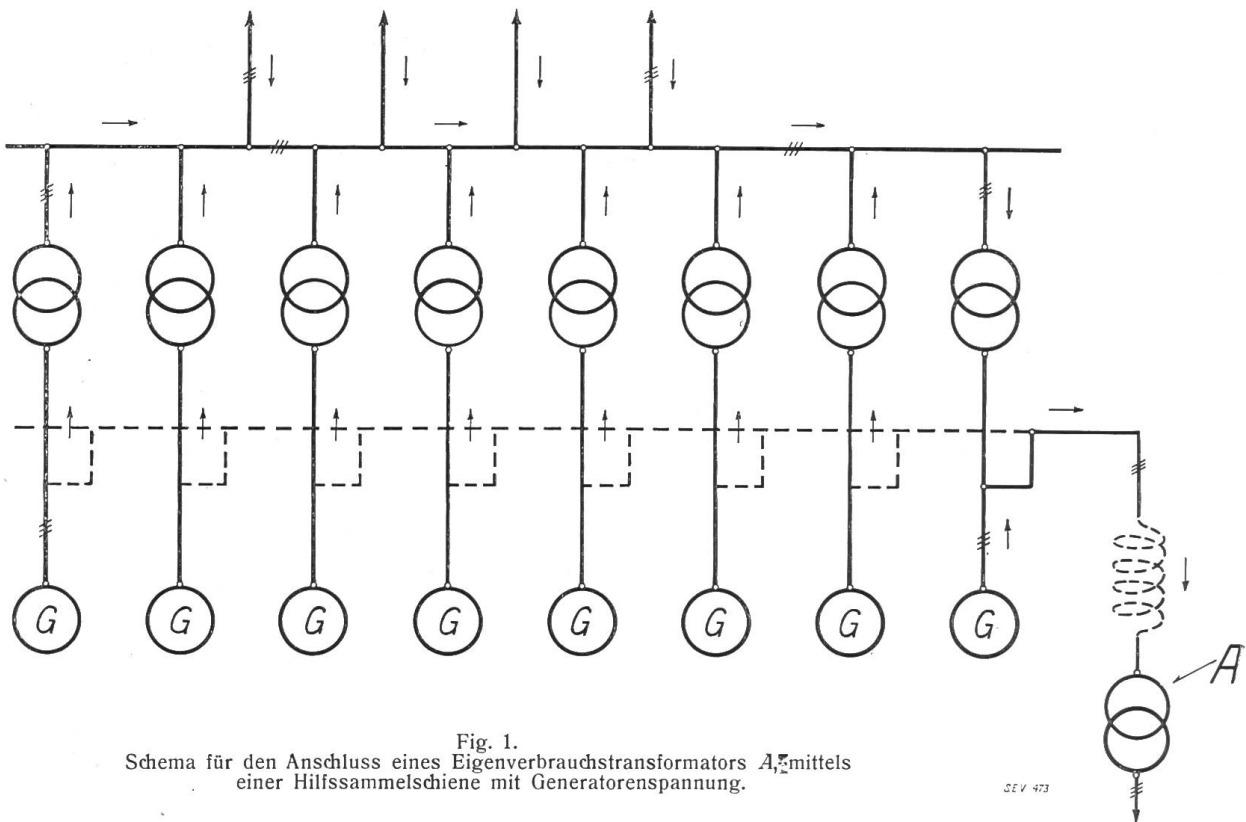 G G G G G G G G
A
Fig. 1.
Schema für den Anschluss eines Eigenverbrauchstransformators A, mittels
einer Hilfssammelschiene mit Generatorenspannung.
SEV 473